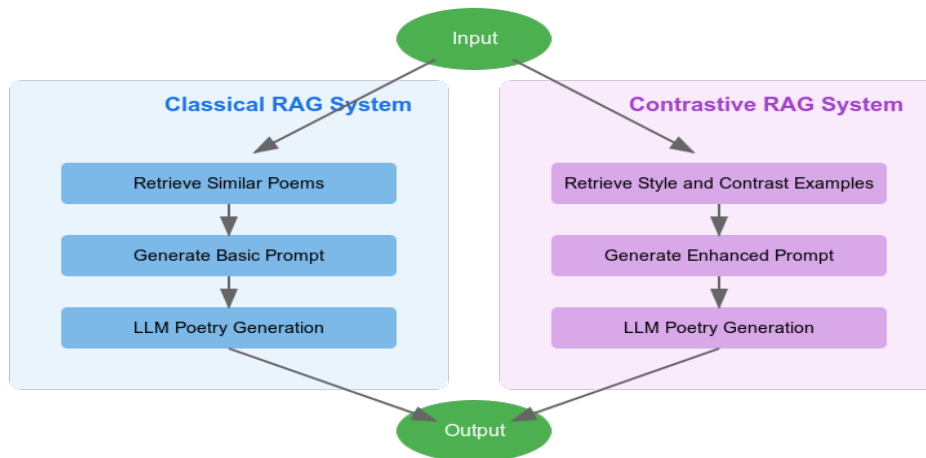 Input
Classical RAG System
Retrieve Similar Poems
Generate Basic Prompt
LLM Poetry Generation
Contrastive RAG System
Retrieve Style and Contrast Examples
Generate Enhanced Prompt
LLM Poetry Generation
Output